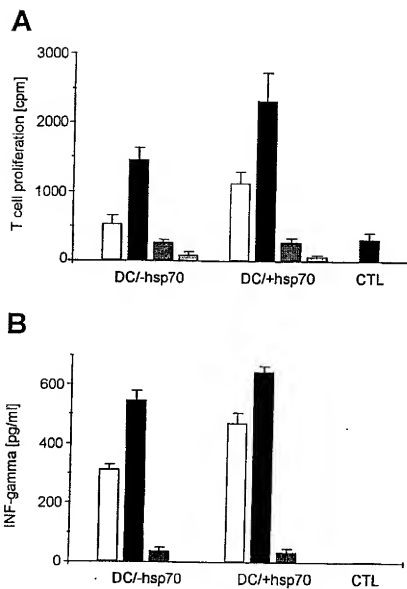 A
T cell proliferation [cpm]
3000
2000
1000
0
DC/-hsp70 DC/+hsp70 CTL
B
INF-gamma [pg/ml]
600
400
200
0
DC/-hsp70 DC/+hsp70 CTL